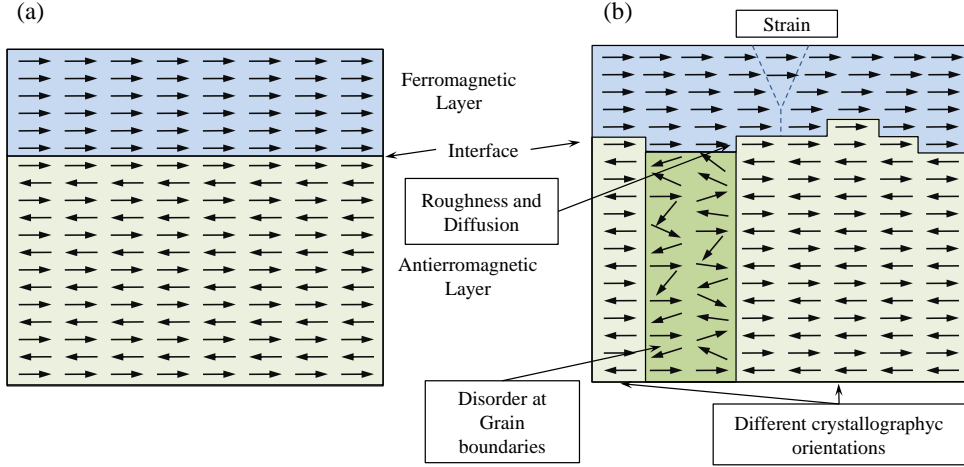 (a)
(b)
Strain
Ferromagnetic
Layer
Interface
Roughness and
Diffusion
Antierromagnetic
Layer
Disorder at
Grain
boundaries
Different crystallographyc
orientations